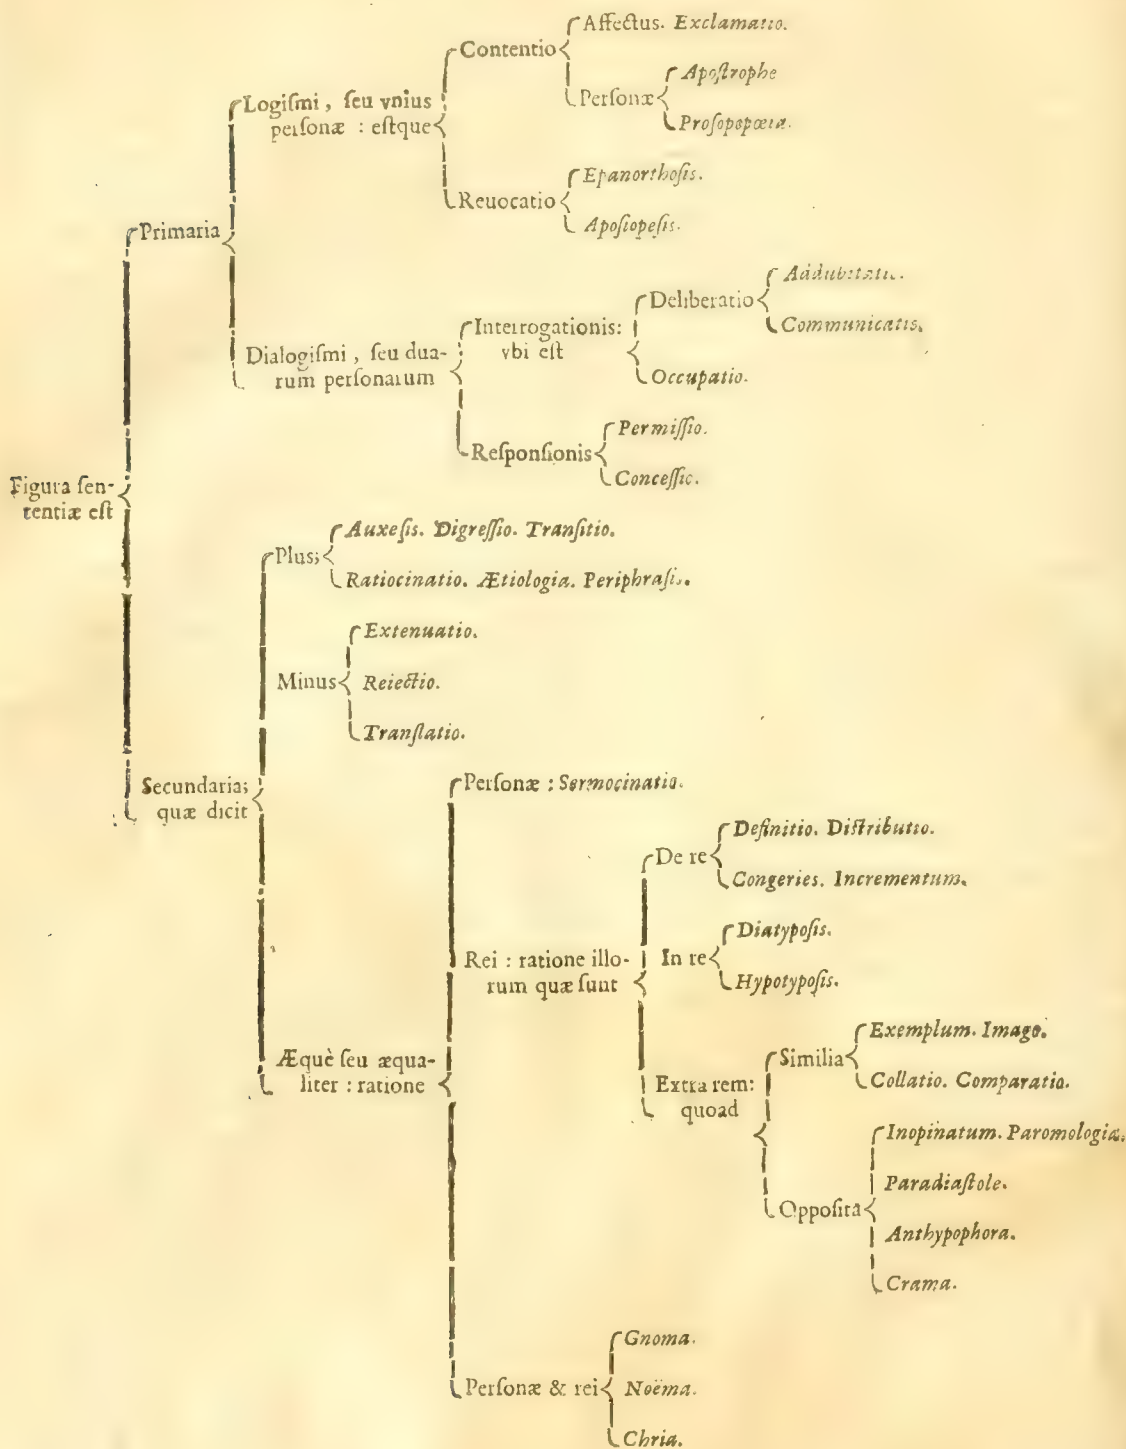 Affectus. Exclamatio.
Contentio
Apoſtrophe
Perſonæ
Proſopopœia.
Logiſmi, ſeu vnius
perſonæ : eſtque
Epanorthoſis.
Reuocatio
Apoſiopeſis.
Primaria
Addubitatio.
Deliberatio
Communicatis.
Interrogationis:
vbi eſt
Occupatio.
Dialogiſmi, ſeu dua-
rum perſonarum
Permiſſio.
Reſponſionis
Conceſſic.
Figura ſen-
tentiæ eſt
Auxeſis. Digreſſio. Tranſitio.
Plus;
Ratiocinatio. Ætiologia. Periphraſis.
Extenuatio.
Minus
Reiectio.
Tranſlatio.
Secundaria;
quæ dicit
Perſonæ : Sermocinatio.
Definitio. Diſtributio.
De re
Congeries. Incrementum.
Diatypoſis.
Rei : ratione illo-
rum quæ ſunt
In re
Hypotypoſis.
Exemplum. Imago.
Similia
Collatio. Comparatio.
Æquè ſeu æqua-
liter : ratione
Extra rem:
quoad
Inopinatum. Paromologia.
Paradiaſtole.
Oppoſita
Anthypophora.
Crama.
Gnoma.
Perſonæ & rei
Noëma.
Chria.